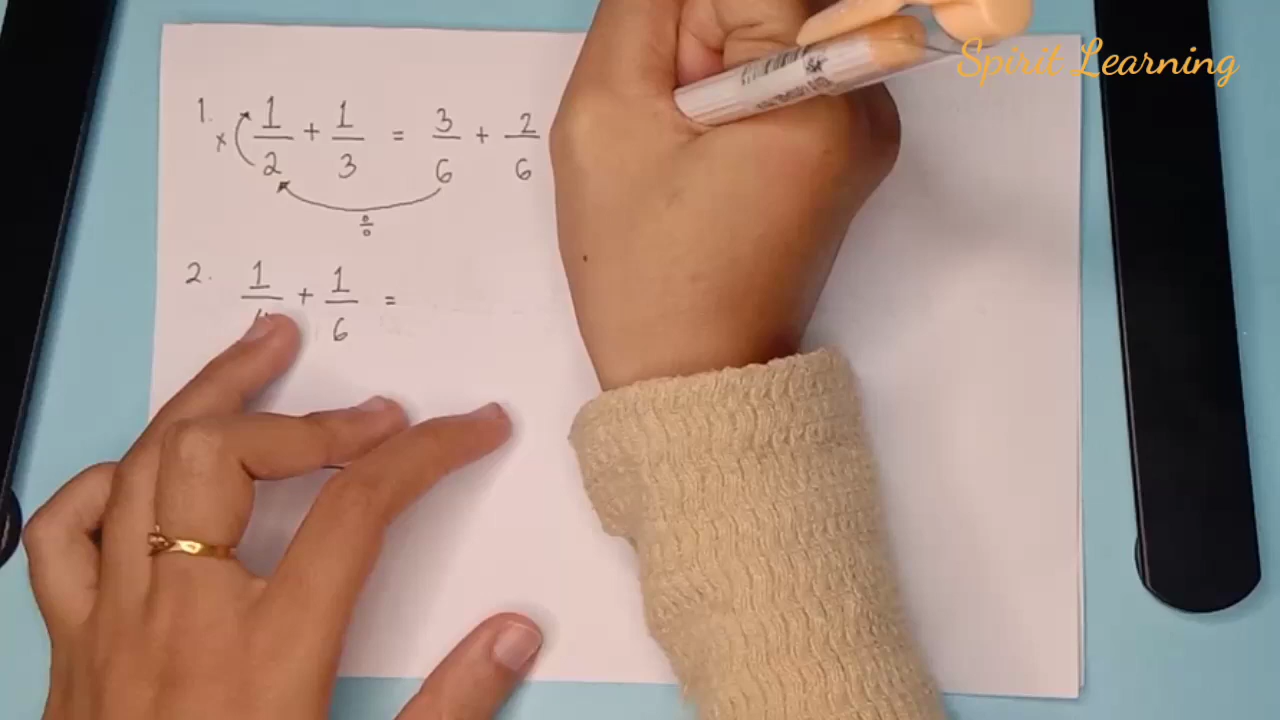 Spirit Learning
1. 1/2 + 1/3 = 3/6 + 2/6
×
÷
2. 1/ + 1/6 =